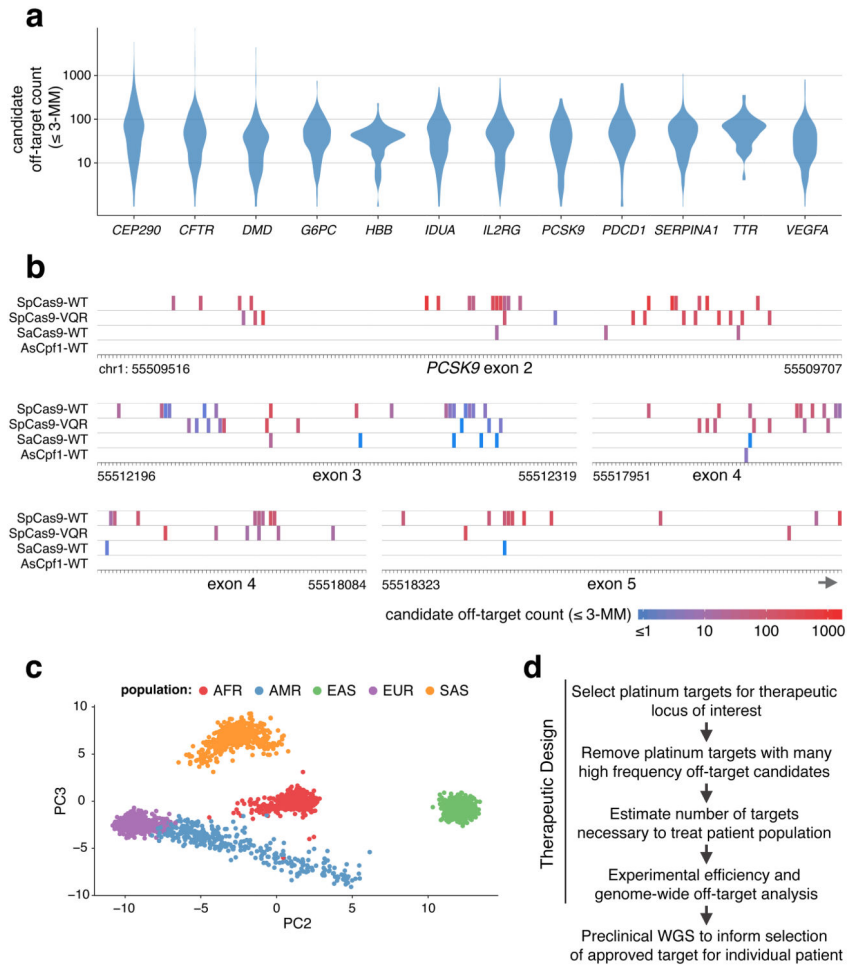 a
candidate
off-target count
(≤ 3-MM)
1000
100
10
CEP290 CFTR DMD G6PC HBB IDUA IL2RG PCSK9 PDCD1 SERPINA1 TTR VEGFA
b
SpCas9-WT
SpCas9-VQR
SaCas9-WT
AsCpf1-WT
chr1: 55509516 PCSK9 exon 2 55509707
SpCas9-WT
SpCas9-VQR
SaCas9-WT
AsCpf1-WT
55512196 exon 3 55512319 55517951 exon 4
SpCas9-WT
SpCas9-VQR
SaCas9-WT
AsCpf1-WT
exon 4 55518084 55518323 exon 5
candidate off-target count (≤ 3-MM)
≤1 10 100 1000
c
population: AFR AMR EAS EUR SAS
PC3
10
5
0
−5
−10
−10 −5 0 5 10
PC2
d
Therapeutic Design
Select platinum targets for therapeutic
locus of interest
Remove platinum targets with many
high frequency off-target candidates
Estimate number of targets
necessary to treat patient population
Experimental efficiency and
genome-wide off-target analysis
Preclinical WGS to inform selection
of approved target for individual patient